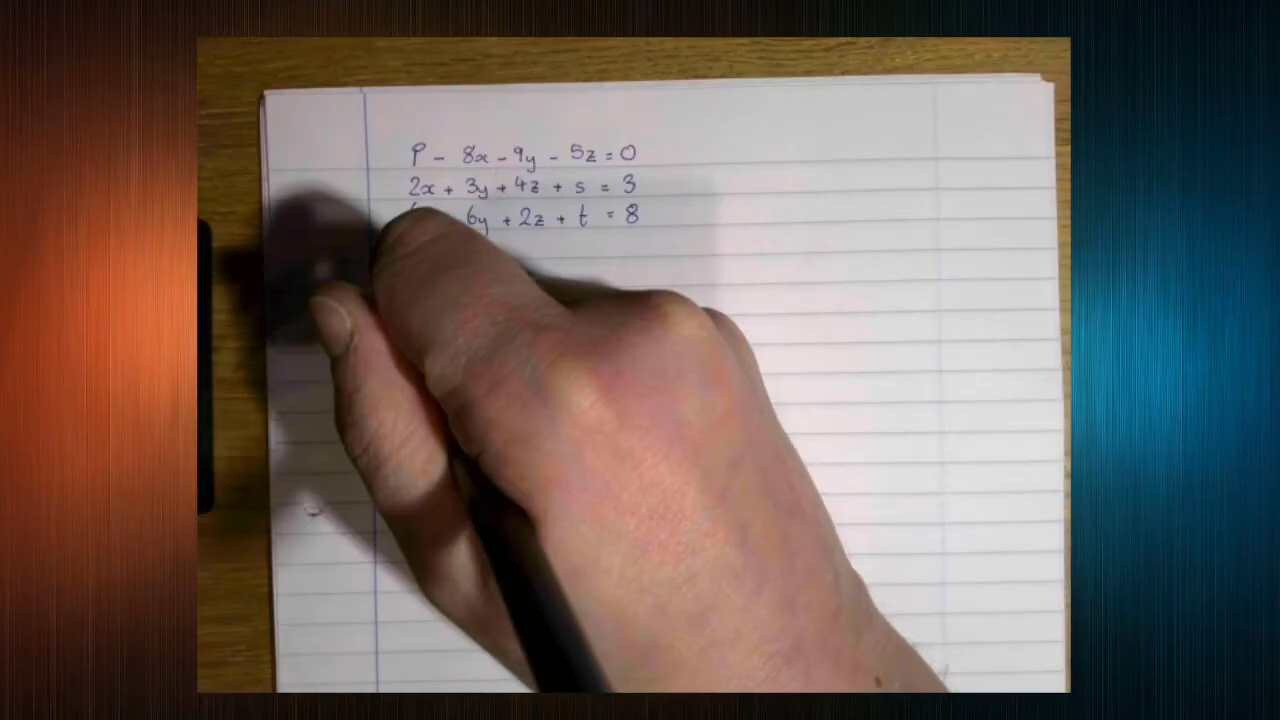 P - 8x - 9y - 5z = 0
2x + 3y + 4z + s = 3
6y + 2z + t = 8